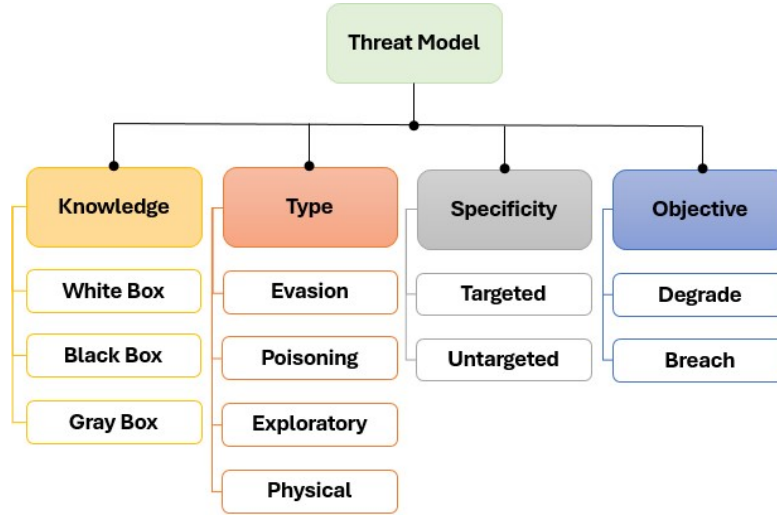 Threat Model
Knowledge
White Box
Black Box
Gray Box
Type
Evasion
Poisoning
Exploratory
Physical
Specificity
Targeted
Untargeted
Objective
Degrade
Breach